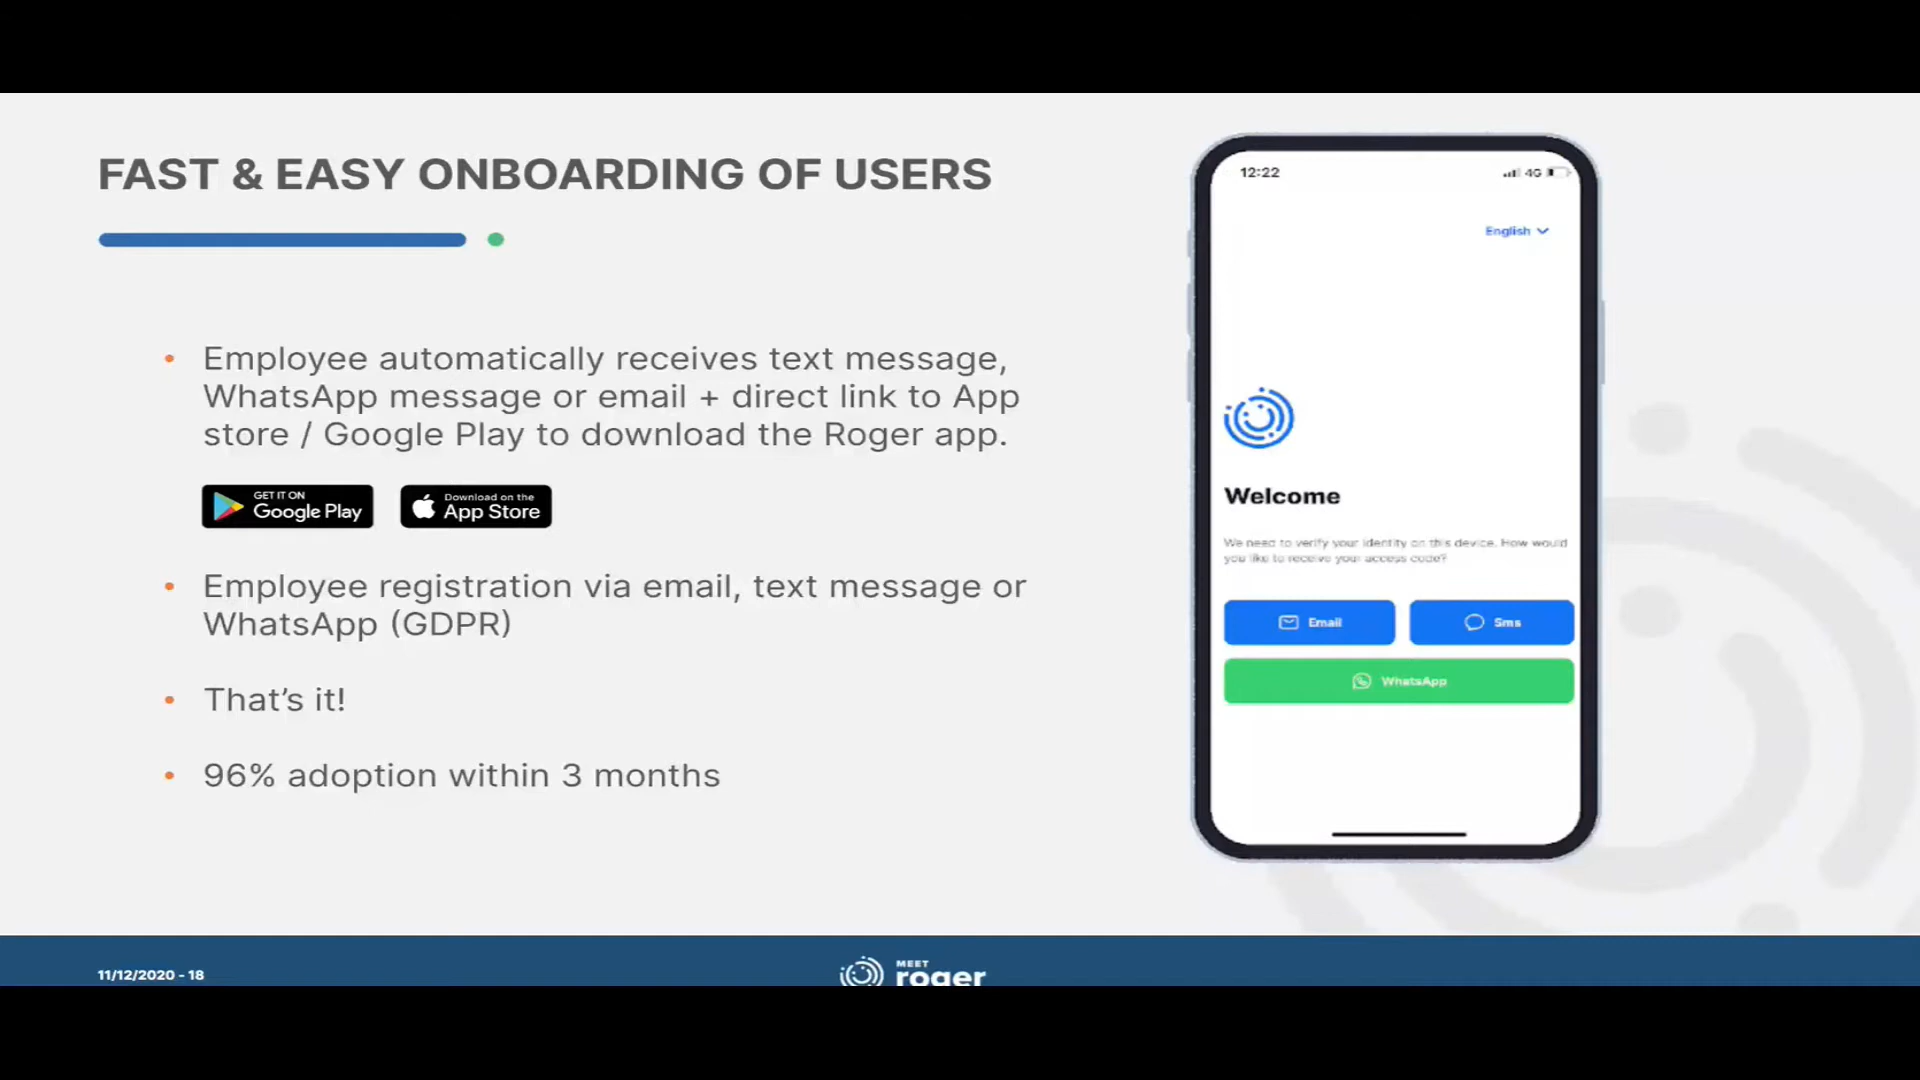 FAST & EASY ONBOARDING OF USERS
Employee automatically receives text message,
WhatsApp message or email + direct link to App
store / Google Play to download the Roger app.
GET IT ON
Google Play
Download on the
App Store
Employee registration via email, text message or
WhatsApp (GDPR)
That's it!
96% adoption within 3 months
12:22
4G
English
Welcome
We need to verify your identity on this device. How would
you like to receive your access code?
Email
Sms
WhatsApp
11/12/2020 - 18
MEET
roger